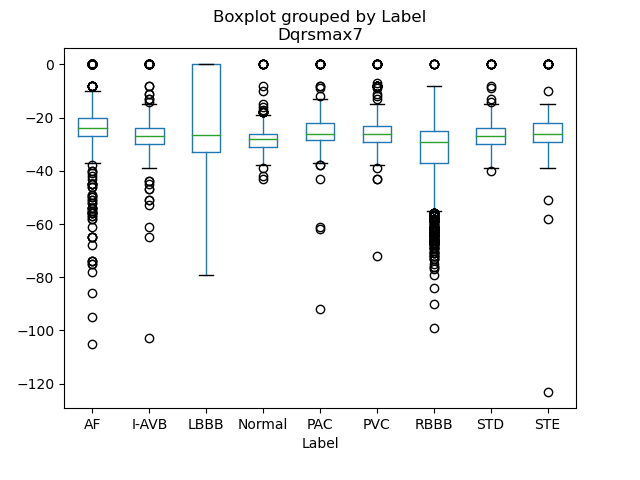 Boxplot grouped by Label
Dqrsmax7
0
−20
−40
−60
−80
−100
−120
AF I-AVB LBBB Normal PAC PVC RBBB STD STE
Label